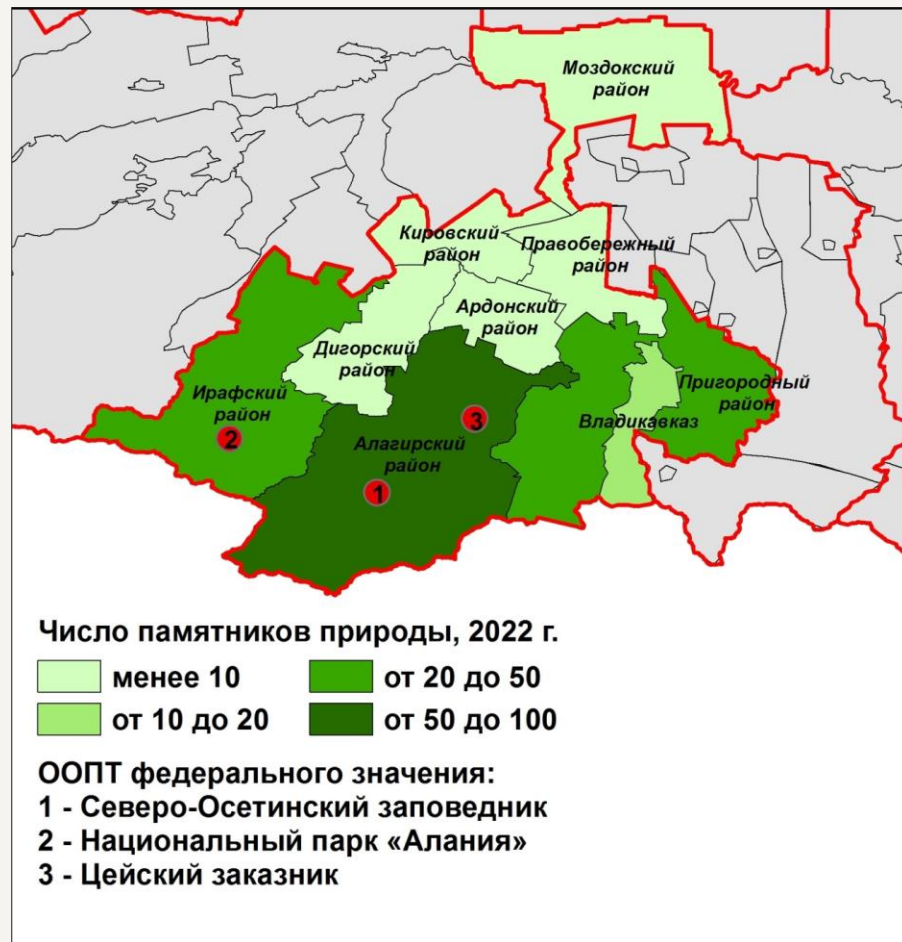 Моздокский
район
Кировский
район
Правобережный
район
Ардонский
район
Дигорский
район
Ирафский
район
Пригородный
район
Владикавказ
Алагирский
район
3
2
1
Число памятников природы, 2022 г.
менее 10
от 20 до 50
от 10 до 20
от 50 до 100
ООПТ федерального значения:
1 - Северо-Осетинский заповедник
2 - Национальный парк «Алания»
3 - Цейский заказник